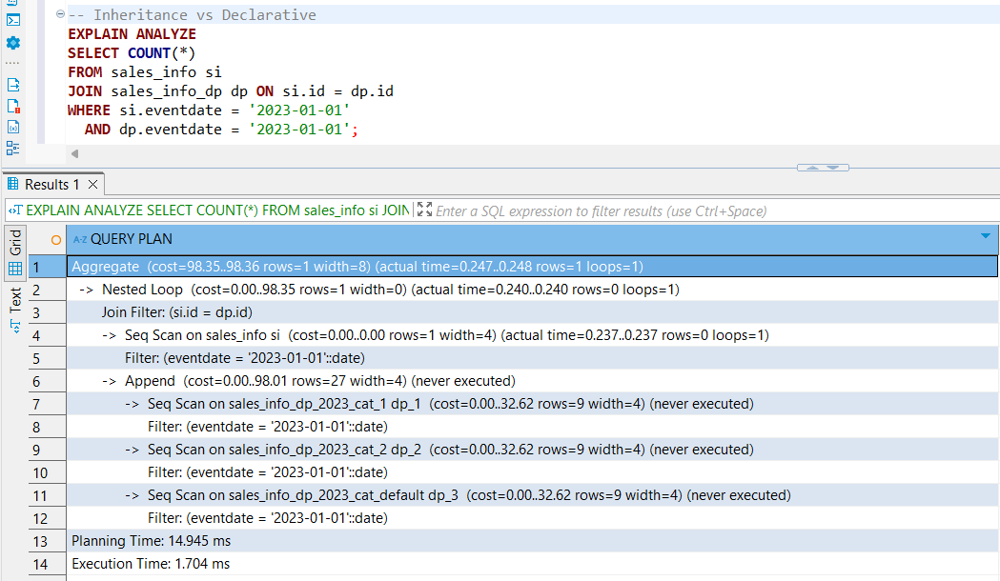 -- Inheritance vs Declarative
EXPLAIN ANALYZE
SELECT COUNT(*)
FROM sales_info si
JOIN sales_info_dp dp ON si.id = dp.id
WHERE si.eventdate = '2023-01-01'
AND dp.eventdate = '2023-01-01';
Results 1
EXPLAIN ANALYZE SELECT COUNT(*) FROM sales_info si JOIN Enter a SQL expression to filter results (use Ctrl+Space)
Grid
Text
A-Z QUERY PLAN
1 Aggregate (cost=98.35..98.36 rows=1 width=8) (actual time=0.247..0.248 rows=1 loops=1)
2 -> Nested Loop (cost=0.00..98.35 rows=1 width=0) (actual time=0.240..0.240 rows=0 loops=1)
3 Join Filter: (si.id = dp.id)
4 -> Seq Scan on sales_info si (cost=0.00..0.00 rows=1 width=4) (actual time=0.237..0.237 rows=0 loops=1)
5 Filter: (eventdate = '2023-01-01'::date)
6 -> Append (cost=0.00..98.01 rows=27 width=4) (never executed)
7 -> Seq Scan on sales_info_dp_2023_cat_1 dp_1 (cost=0.00..32.62 rows=9 width=4) (never executed)
8 Filter: (eventdate = '2023-01-01'::date)
9 -> Seq Scan on sales_info_dp_2023_cat_2 dp_2 (cost=0.00..32.62 rows=9 width=4) (never executed)
10 Filter: (eventdate = '2023-01-01'::date)
11 -> Seq Scan on sales_info_dp_2023_cat_default dp_3 (cost=0.00..32.62 rows=9 width=4) (never executed)
12 Filter: (eventdate = '2023-01-01'::date)
13 Planning Time: 14.945 ms
14 Execution Time: 1.704 ms